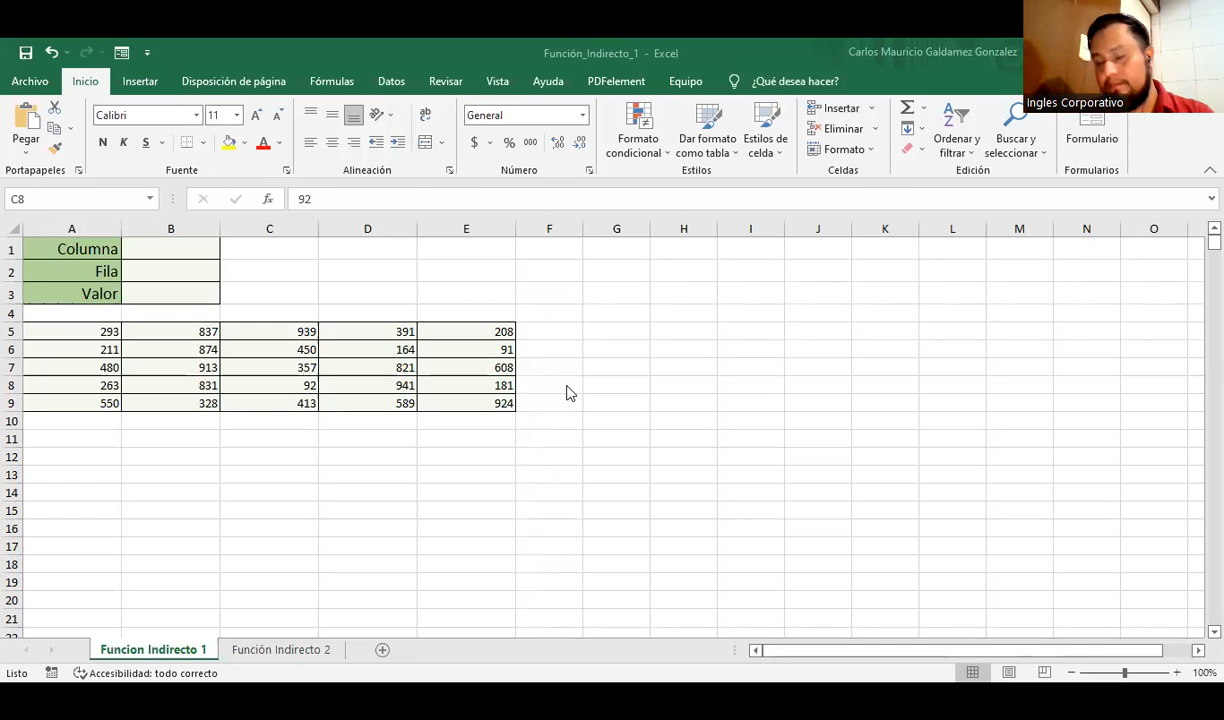 Función_Indirecto_1 - Excel
Carlos Mauricio Galdamez Gonzalez
Ingles Corporativo
Archivo Inicio Insertar Disposición de página Fórmulas Datos Revisar Vista Ayuda PDFelement Equipo ¿Qué desea hacer?
Pegar
Calibri 11
N K S
General
$ % 000
Formato condicional
Dar formato como tabla
Estilos de celda
Insertar
Eliminar
Formato
Ordenar y filtrar
Buscar y seleccionar
Formulario
Portapapeles Fuente Alineación Número Estilos Celdas Edición Formularios
C8 fx 92
A B C D E F G H I J K L M N O
1 Columna
2 Fila
3 Valor
4
5 293 837 939 391 208
6 211 874 450 164 91
7 480 913 357 821 608
8 263 831 92 941 181
9 550 328 413 589 924
10
11
12
13
14
15
16
17
18
19
20
21
Funcion Indirecto 1 Función Indirecto 2
Listo Accesibilidad: todo correcto 100%